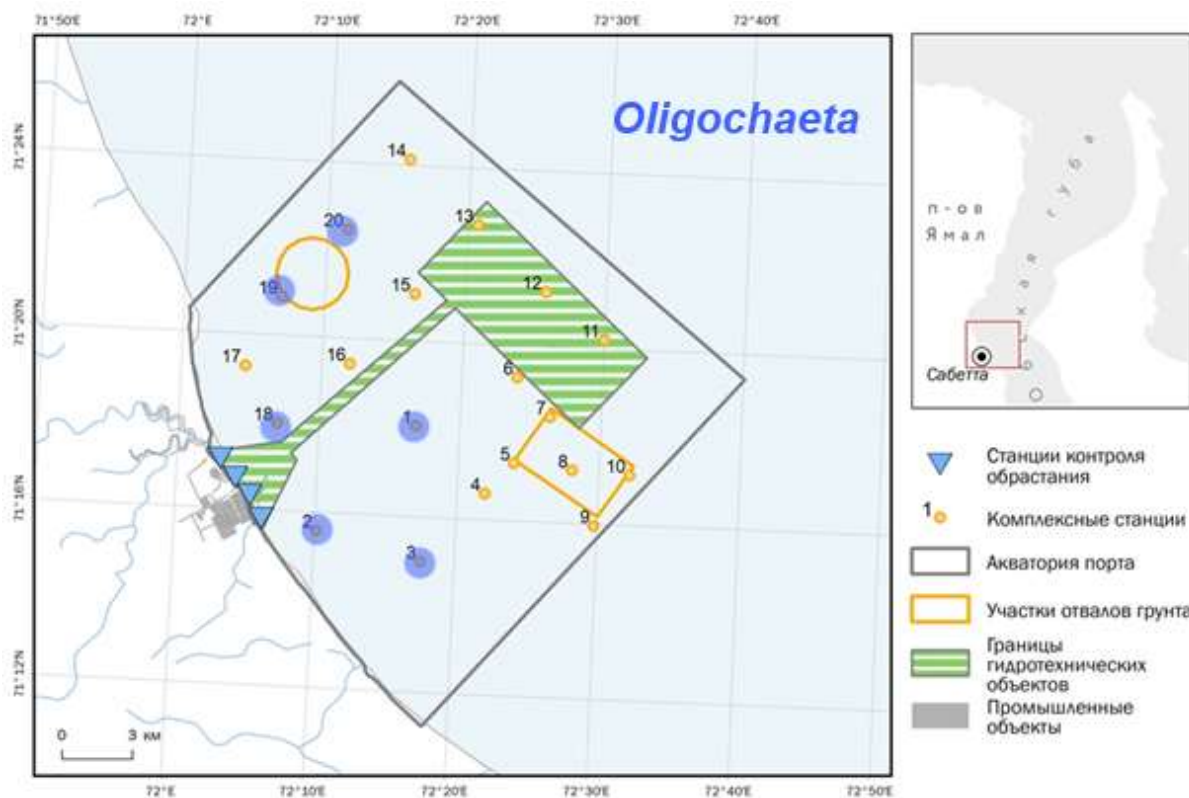 71°50'E 72°E 72°10'E 72°20'E 72°30'E 72°40'E
Oligochaeta
71°24'N
71°20'N
71°16'N
71°12'N
14
20
13
19
15
12
11
17
16
6
18
1
7
5
8
10
4
2
9
3
0 3 км
72°E 72°10'E 72°20'E 72°30'E 72°40'E 72°50'E
п-ов
Ямал
Обская губа
Сабетта
Станции контроля
обрастания
1
Комплексные станции
Акватория порта
Участки отвалов грунта
Границы
гидротехнических
объектов
Промышленные
объекты